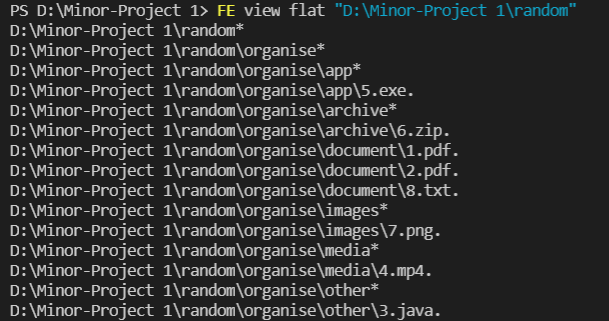 PS D:\Minor-Project 1> FE view flat "D:\Minor-Project 1\random"
D:\Minor-Project 1\random*
D:\Minor-Project 1\random\organise*
D:\Minor-Project 1\random\organise\app*
D:\Minor-Project 1\random\organise\app\5.exe.
D:\Minor-Project 1\random\organise\archive*
D:\Minor-Project 1\random\organise\archive\6.zip.
D:\Minor-Project 1\random\organise\document\1.pdf.
D:\Minor-Project 1\random\organise\document\2.pdf.
D:\Minor-Project 1\random\organise\document\8.txt.
D:\Minor-Project 1\random\organise\images*
D:\Minor-Project 1\random\organise\images\7.png.
D:\Minor-Project 1\random\organise\media*
D:\Minor-Project 1\random\organise\media\4.mp4.
D:\Minor-Project 1\random\organise\other*
D:\Minor-Project 1\random\organise\other\3.java.